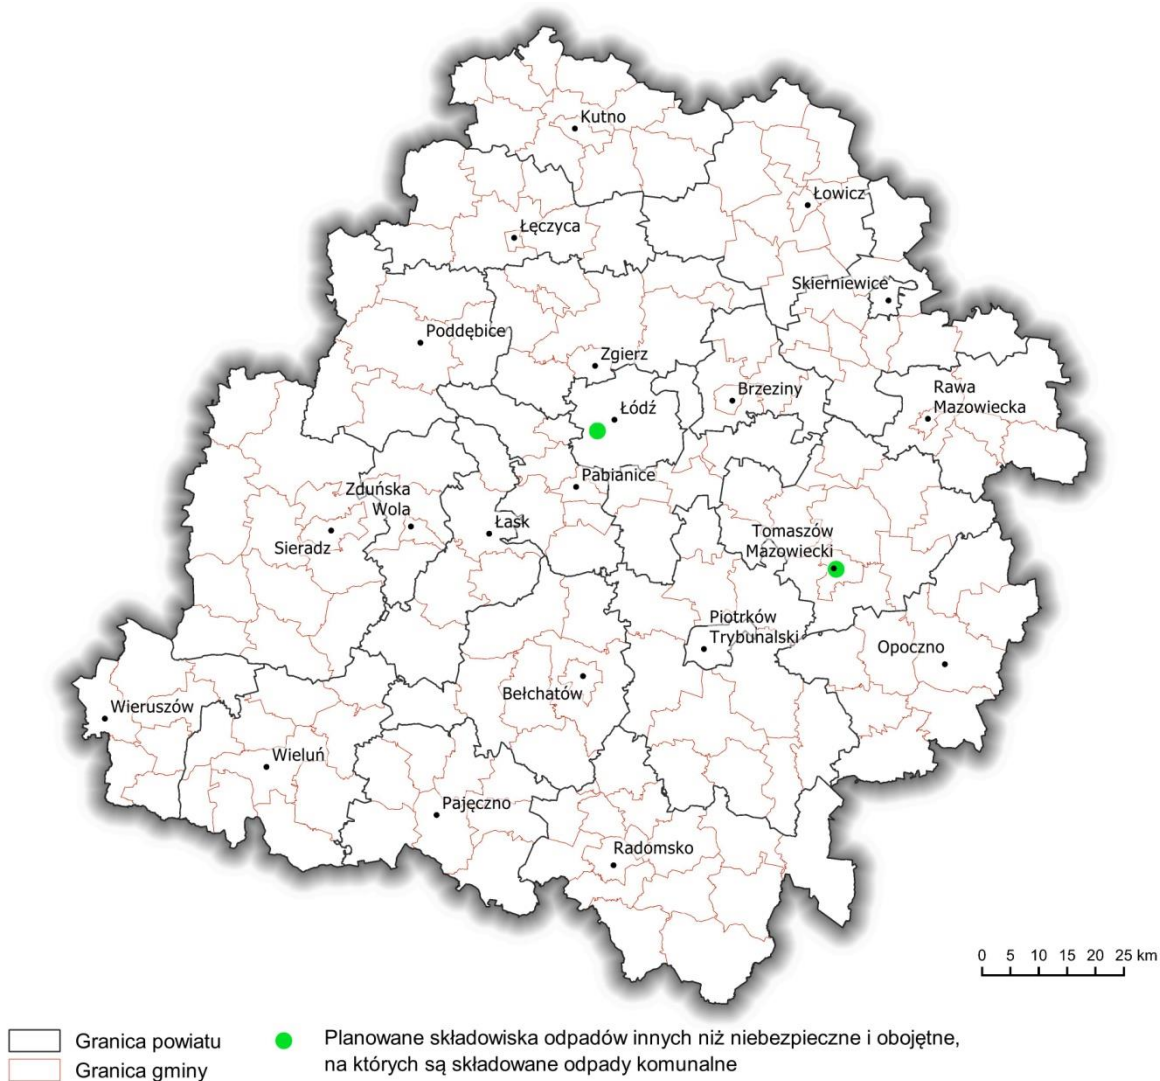 Kutno
Łowicz
Łęczyca
Skierniewice
Poddębice
Zgierz
Brzeziny
Rawa
Mazowiecka
Łódź
Pabianice
Zduńska
Wola
Łask
Sieradz
Tomaszów
Mazowiecki
Piotrków
Trybunalski
Opoczno
Bełchatów
Wieruszów
Wieluń
Pajęczno
Radomsko
0 5 10 15 20 25 km
Granica powiatu
Granica gminy
Planowane składowiska odpadów innych niż niebezpieczne i obojętne,
na których są składowane odpady komunalne